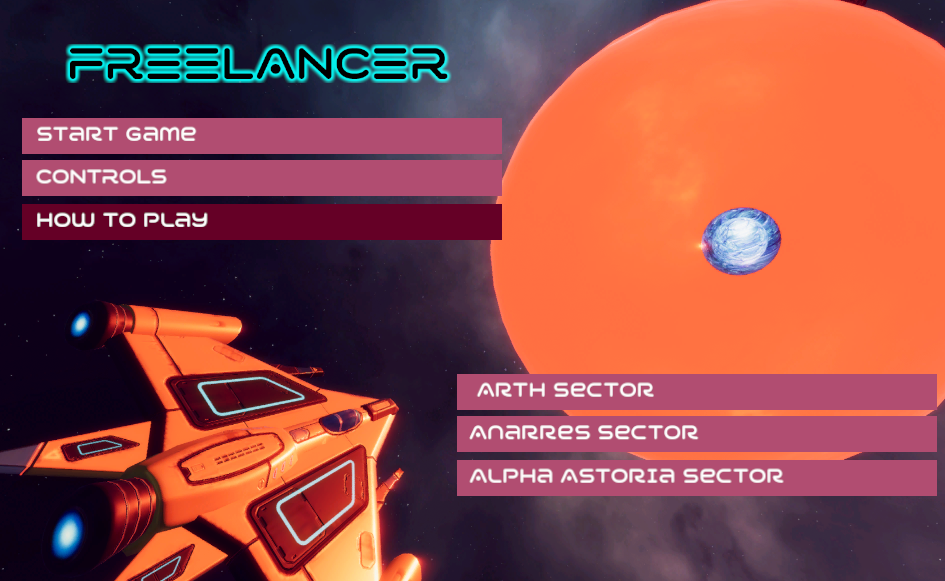 FREELANCER
START GAME
CONTROLS
HOW TO PLAY
ARTH SECTOR
ANARRES SECTOR
ALPHA ASTORIA SECTOR